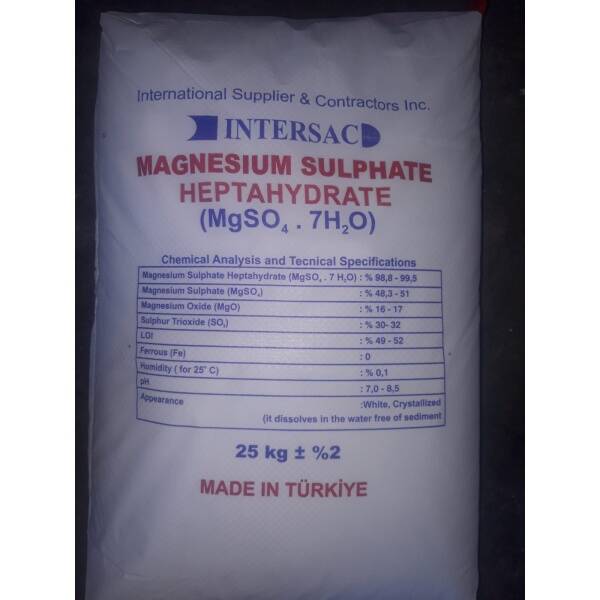 International Supplier & Contractors Inc.
INTERSAC
MAGNESIUM SULPHATE
HEPTAHYDRATE
(MgSO₄ . 7H₂O)
Chemical Analysis and Tecnical Specifications
Magnesium Sulphate Heptahydrate (MgSO₄ . 7 H₂O) : % 98,8 - 99,5
Magnesium Sulphate (MgSO₄) : % 48,3 - 51
Magnesium Oxide (MgO) : % 16 - 17
Sulphur Trioxide (SO₃) : % 30- 32
LOI : % 49 - 52
Ferrous (Fe) : 0
Humidity ( for 25° C) : % 0,1
pH : 7,0 - 8,5
Appearance :White, Crystallized
(it dissolves in the water free of sediment
25 kg ± %2
MADE IN TÜRKİYE